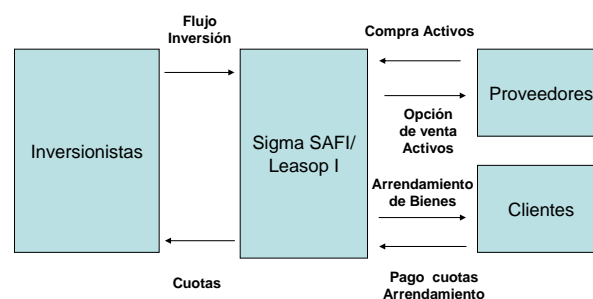 Flujo
Inversión
Compra Activos
Inversionistas
Sigma SAFI/
Leasop I
Proveedores
Opción
de venta
Activos
Arrendamiento
de Bienes
Clientes
Cuotas
Pago cuotas
Arrendamiento